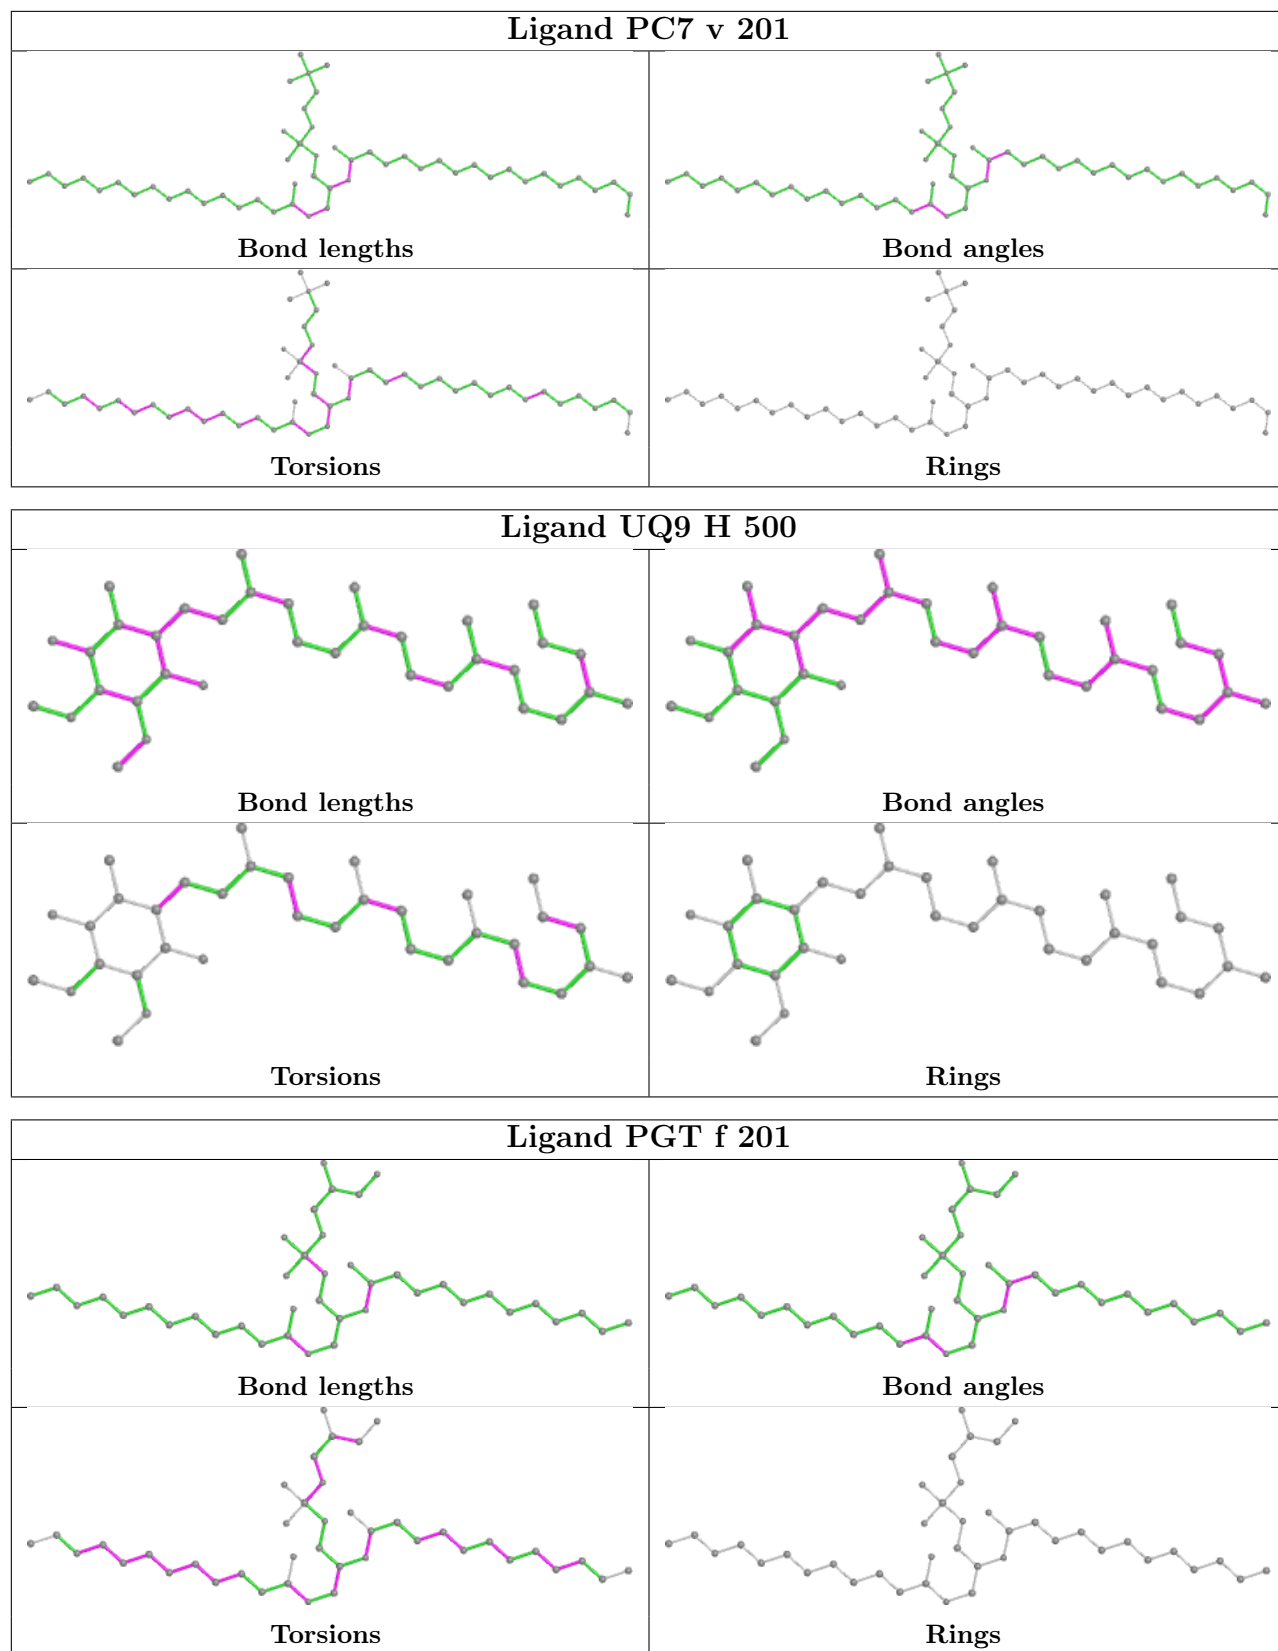 Ligand PC7 v 201
Bond lengths
Bond angles
Torsions
Rings
Ligand UQ9 H 500
Bond lengths
Bond angles
Torsions
Rings
Ligand PGT f 201
Bond lengths
Bond angles
Torsions
Rings